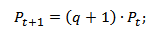 P_{t+1} = (q + 1) · P_t;